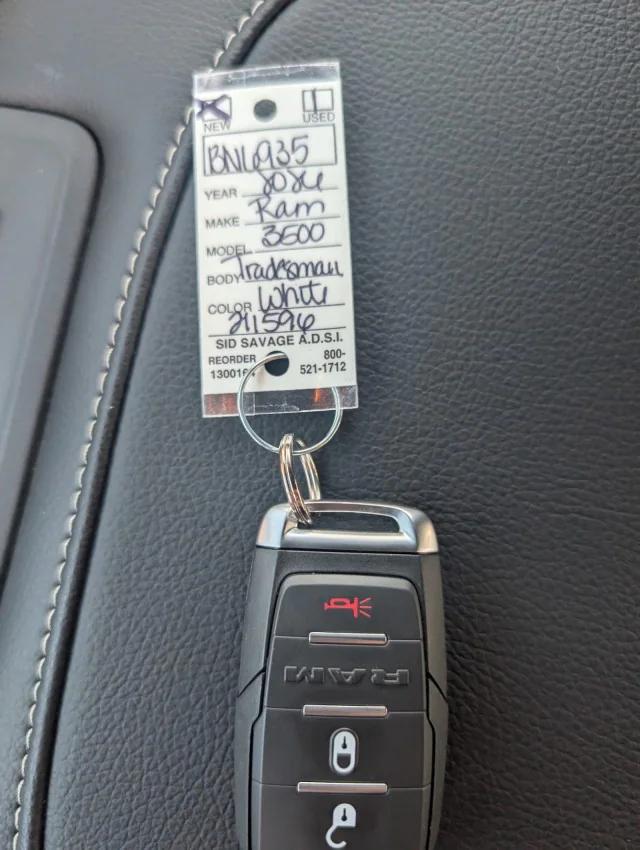 NEW USED
BN6935
YEAR 2026
MAKE Ram
MODEL 3500
BODY Tradesman
COLOR White
211596
SID SAVAGE A.D.S.I.
REORDER 800-
521-1712
RAM